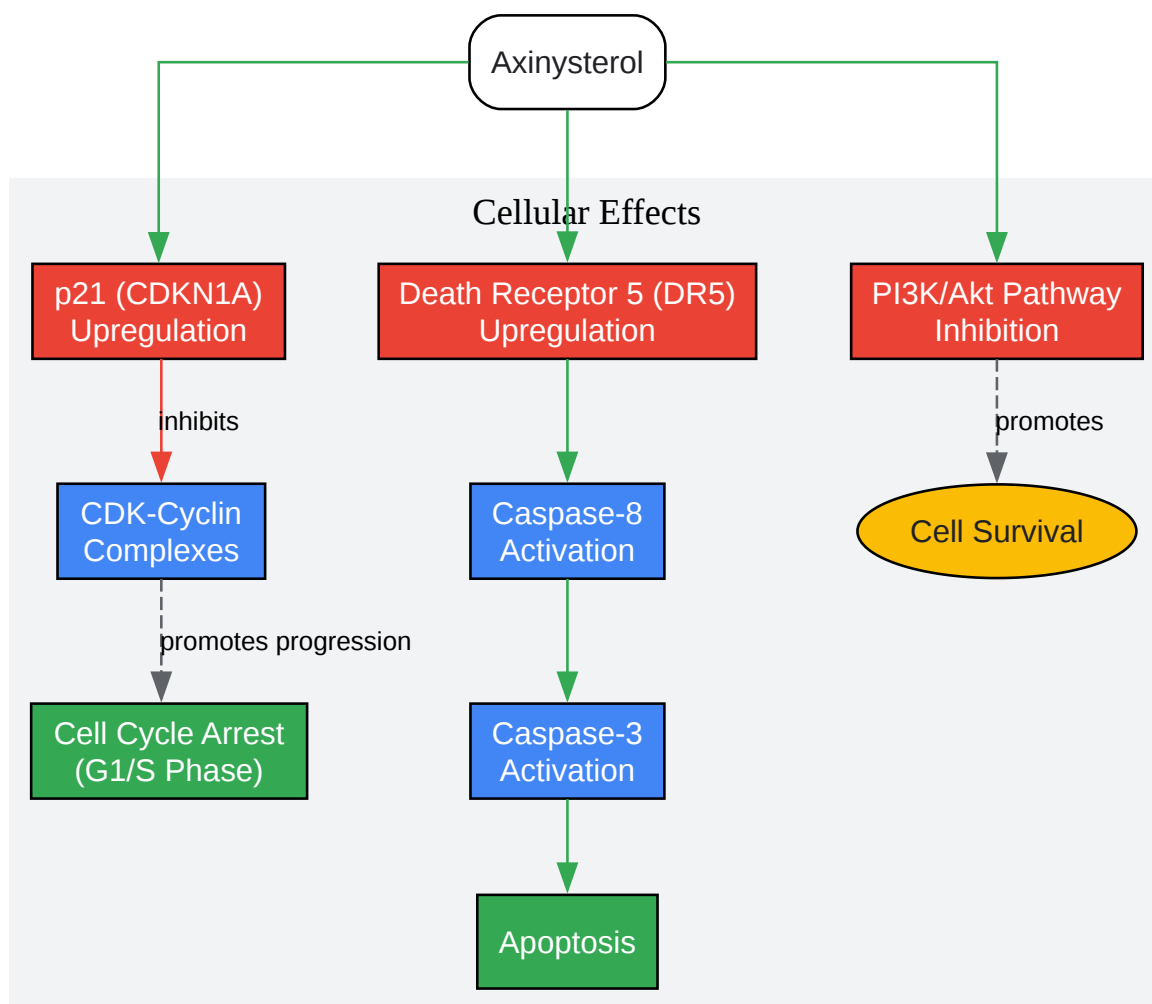 Axinysterol
Cellular Effects
p21 (CDKN1A)
Upregulation
Death Receptor 5 (DR5)
Upregulation
PI3K/Akt Pathway
Inhibition
inhibits
promotes
CDK-Cyclin
Complexes
Caspase-8
Activation
Cell Survival
promotes progression
Cell Cycle Arrest
(G1/S Phase)
Caspase-3
Activation
Apoptosis